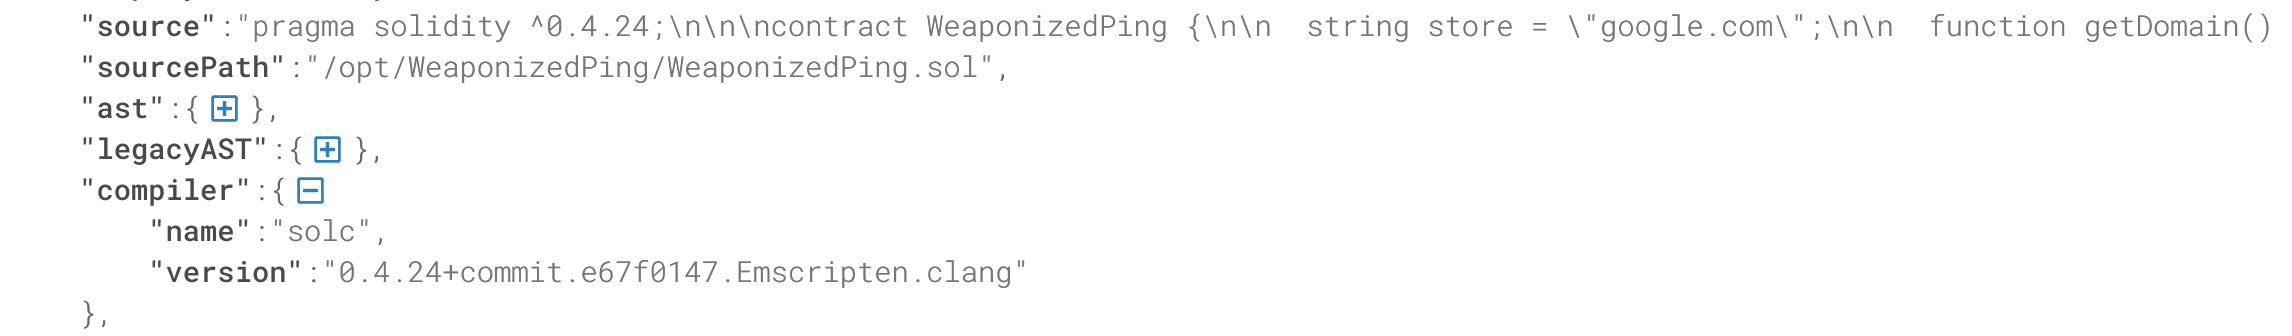 "source":"pragma solidity ^0.4.24;\n\n\ncontract WeaponizedPing {\n\n  string store = \"google.com\";\n\n  function getDomain()
"sourcePath":"/opt/WeaponizedPing/WeaponizedPing.sol",
"ast":{ + },
"legacyAST":{ + },
"compiler":{ −
"name":"solc",
"version":"0.4.24+commit.e67f0147.Emscripten.clang"
},